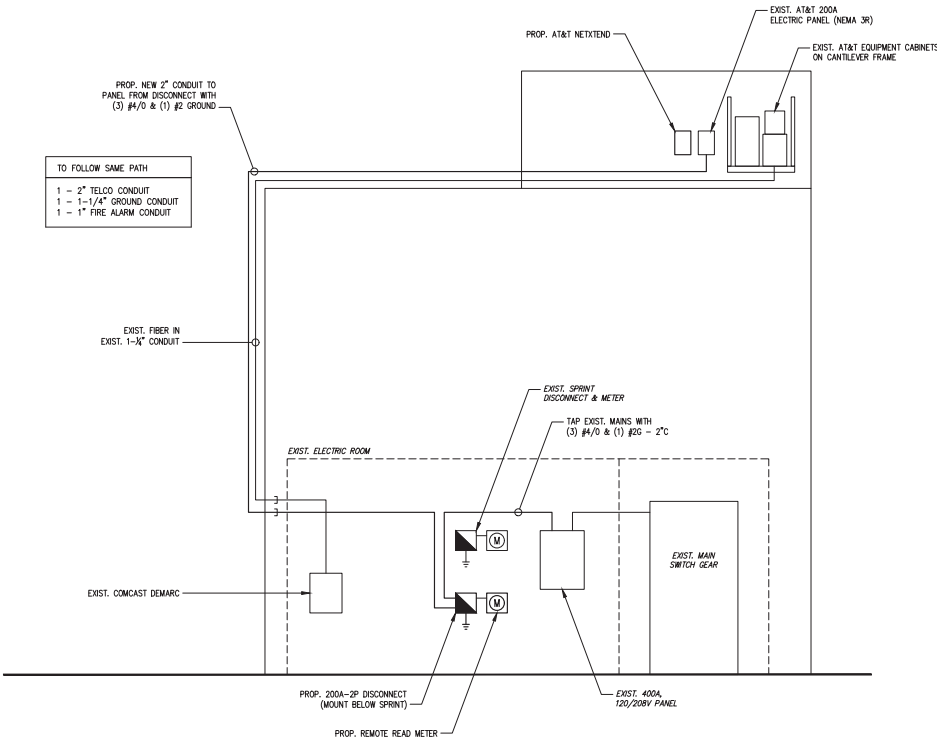 EXIST. AT&T 200A
ELECTRIC PANEL (NEMA 3R)
PROP. AT&T NETXTEND
EXIST. AT&T EQUIPMENT CABINETS
ON CANTILEVER FRAME
PROP. NEW 2" CONDUIT TO
PANEL FROM DISCONNECT WITH
(3) #4/0 & (1) #2 GROUND
TO FOLLOW SAME PATH
1 - 2" TELCO CONDUIT
1 - 1-1/4" GROUND CONDUIT
1 - 1" FIRE ALARM CONDUIT
EXIST. FIBER IN
EXIST. 1-¼" CONDUIT
EXIST. SPRINT
DISCONNECT & METER
TAP EXIST. MAINS WITH
(3) #4/0 & (1) #2G - 2"C
EXIST. ELECTRIC ROOM
M
EXIST. MAIN
SWITCH GEAR
EXIST. COMCAST DEMARC
M
PROP. 200A-2P DISCONNECT
(MOUNT BELOW SPRINT)
EXIST. 400A,
120/208V PANEL
PROP. REMOTE READ METER